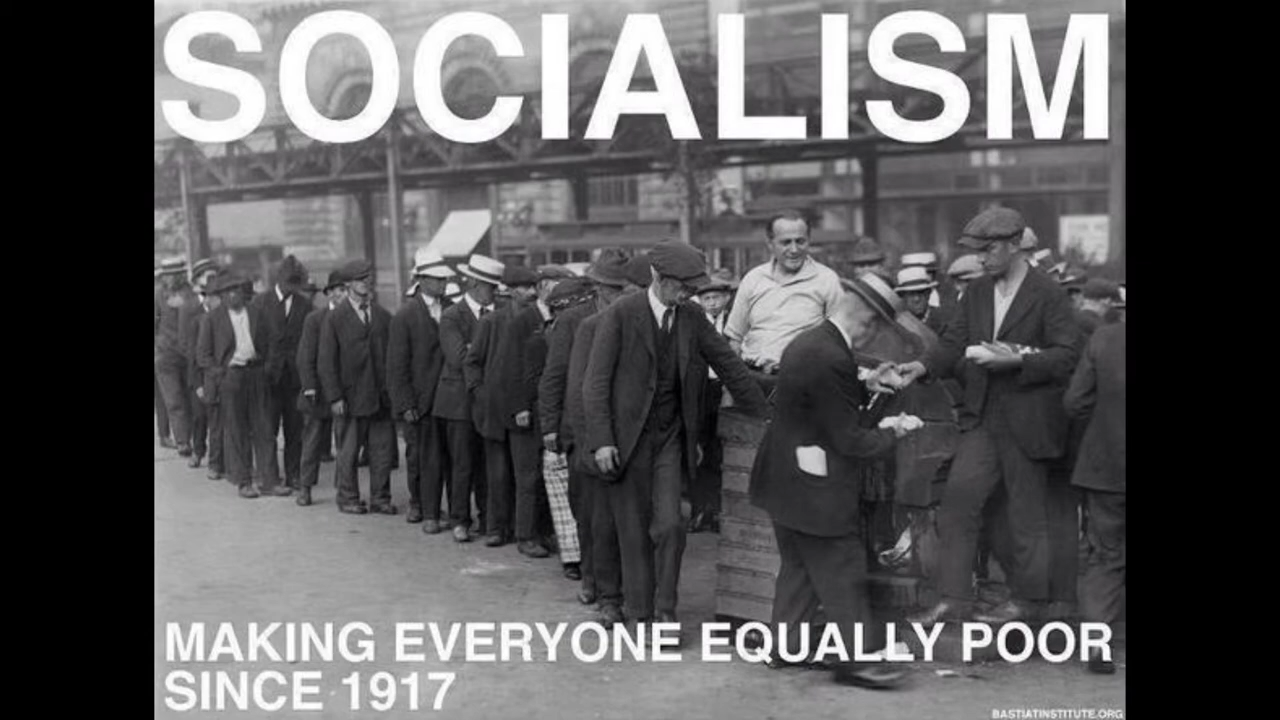 SOCIALISM
MAKING EVERYONE EQUALLY POOR
SINCE 1917
BASTIATINSTITUTE.ORG